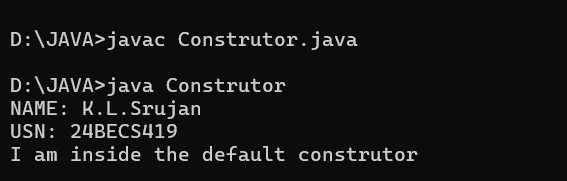 D:\JAVA>javac Construtor.java
D:\JAVA>java Construtor
NAME: K.L.Srujan
USN: 24BECS419
I am inside the default construtor